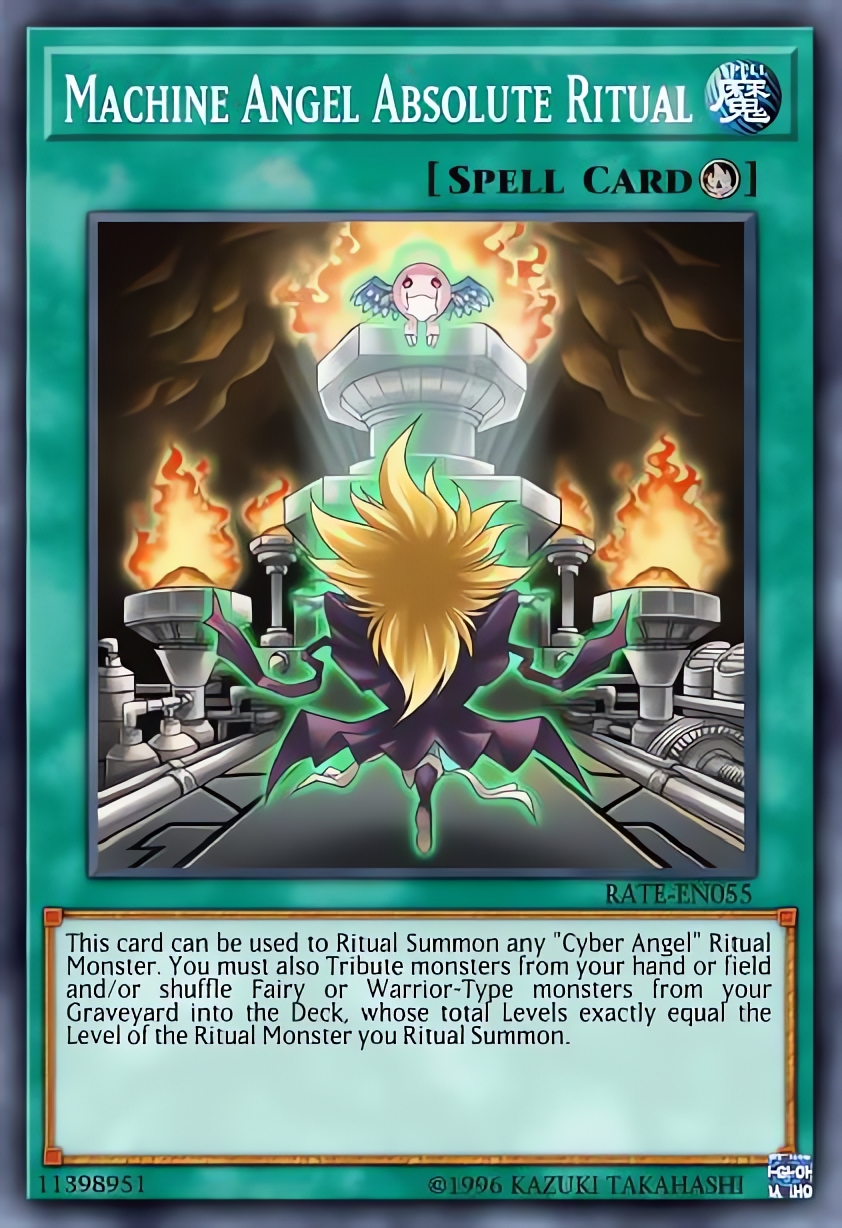 MACHINE ANGEL ABSOLUTE RITUAL
魔
[SPELL CARD]
RATE-EN055
This card can be used to Ritual Summon any "Cyber Angel" Ritual
Monster. You must also Tribute monsters from your hand or field
and/or shuffle Fairy or Warrior-Type monsters from your
Graveyard into the Deck, whose total Levels exactly equal the
Level of the Ritual Monster you Ritual Summon.
11398951
©1996 KAZUKI TAKAHASHI